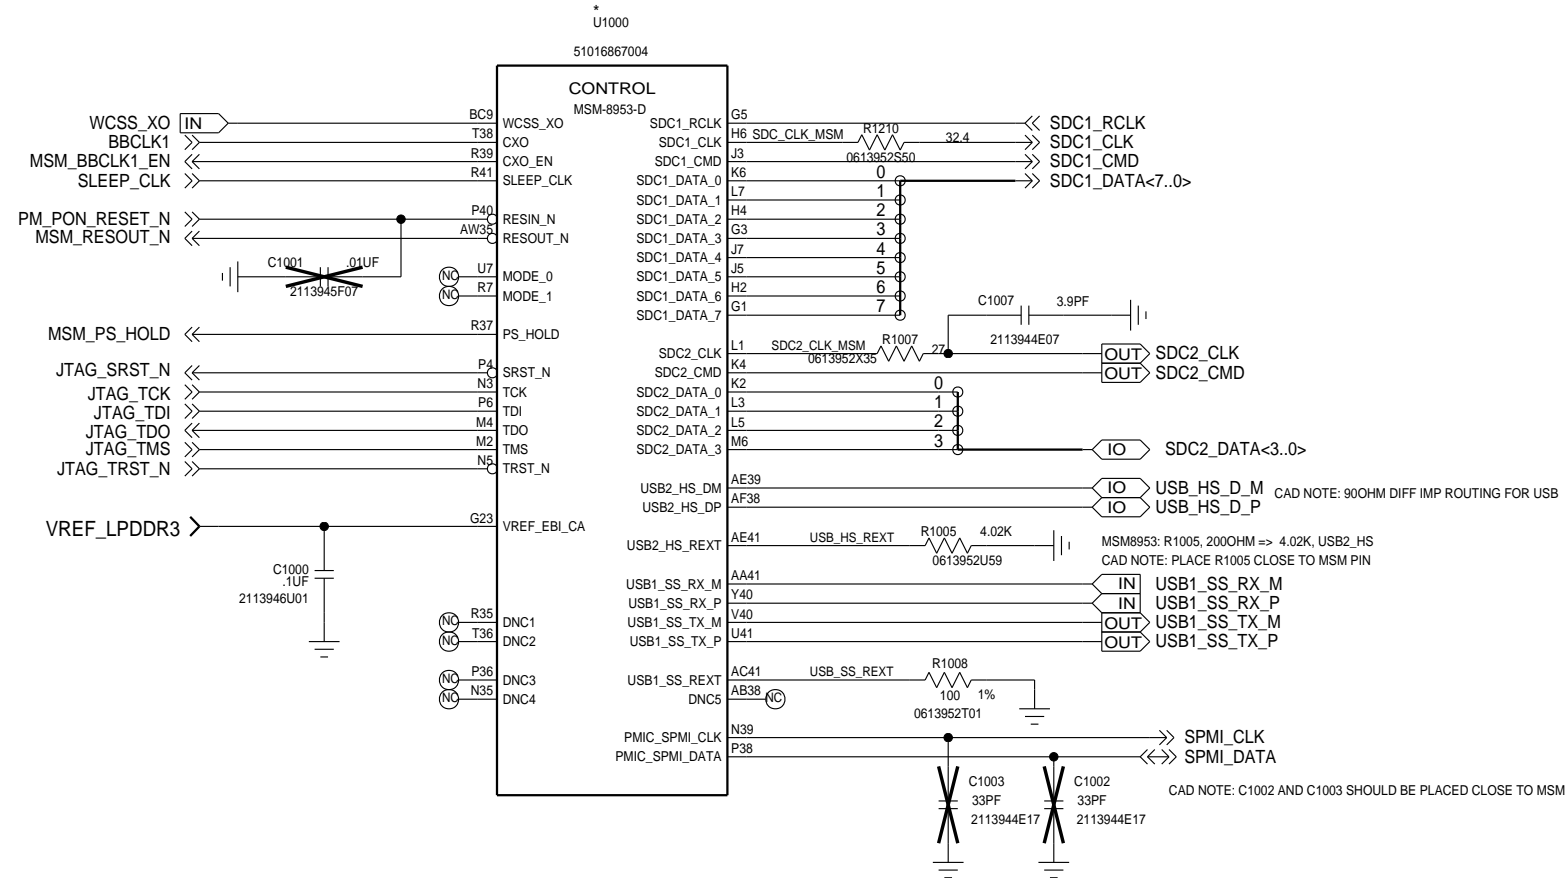 *
U1000
51016867004
CONTROL
MSM-8953-D
WCSS_XO IN BC9 WCSS_XO
BBCLK1 T38 CXO
MSM_BBCLK1_EN R39 CXO_EN
SLEEP_CLK R41 SLEEP_CLK
PM_PON_RESET_N P40 RESIN_N
MSM_RESOUT_N AW35 RESOUT_N
C1001 .01UF
2113945F07
NC U7 MODE_0
NC R7 MODE_1
MSM_PS_HOLD R37 PS_HOLD
JTAG_SRST_N P4 SRST_N
JTAG_TCK N3 TCK
JTAG_TDI P6 TDI
JTAG_TDO M4 TDO
JTAG_TMS M2 TMS
JTAG_TRST_N N5 TRST_N
VREF_LPDDR3 G23 VREF_EBI_CA
C1000
.1UF
2113946U01
NC R35 DNC1
NC T36 DNC2
NC P36 DNC3
NC N35 DNC4
SDC1_RCLK G5 SDC1_RCLK
SDC1_CLK H6 SDC_CLK_MSM R1210 32.4 SDC1_CLK
0613952S50
SDC1_CMD J3 SDC1_CMD
SDC1_DATA_0 K6 0 SDC1_DATA<7..0>
SDC1_DATA_1 L7 1
SDC1_DATA_2 H4 2
SDC1_DATA_3 G3 3
SDC1_DATA_4 J7 4
SDC1_DATA_5 J5 5
SDC1_DATA_6 H2 6
SDC1_DATA_7 G1 7
C1007 3.9PF
2113944E07
SDC2_CLK L1 SDC2_CLK_MSM R1007 27 OUT SDC2_CLK
0613952X35
SDC2_CMD K4 OUT SDC2_CMD
SDC2_DATA_0 K2 0
SDC2_DATA_1 L3 1
SDC2_DATA_2 L5 2
SDC2_DATA_3 M6 3 IO SDC2_DATA<3..0>
USB2_HS_DM AE39 IO USB_HS_D_M
CAD NOTE: 90OHM DIFF IMP ROUTING FOR USB
USB2_HS_DP AF38 IO USB_HS_D_P
USB2_HS_REXT AE41 USB_HS_REXT R1005 4.02K
0613952U59
MSM8953: R1005, 200OHM => 4.02K, USB2_HS
CAD NOTE: PLACE R1005 CLOSE TO MSM PIN
USB1_SS_RX_M AA41 IN USB1_SS_RX_M
USB1_SS_RX_P Y40 IN USB1_SS_RX_P
USB1_SS_TX_M V40 OUT USB1_SS_TX_M
USB1_SS_TX_P U41 OUT USB1_SS_TX_P
USB1_SS_REXT AC41 USB_SS_REXT R1008
100 1%
0613952T01
DNC5 AB38 NC
PMIC_SPMI_CLK N39 SPMI_CLK
PMIC_SPMI_DATA P38 SPMI_DATA
C1003
33PF
2113944E17
C1002
33PF
2113944E17
CAD NOTE: C1002 AND C1003 SHOULD BE PLACED CLOSE TO MSM